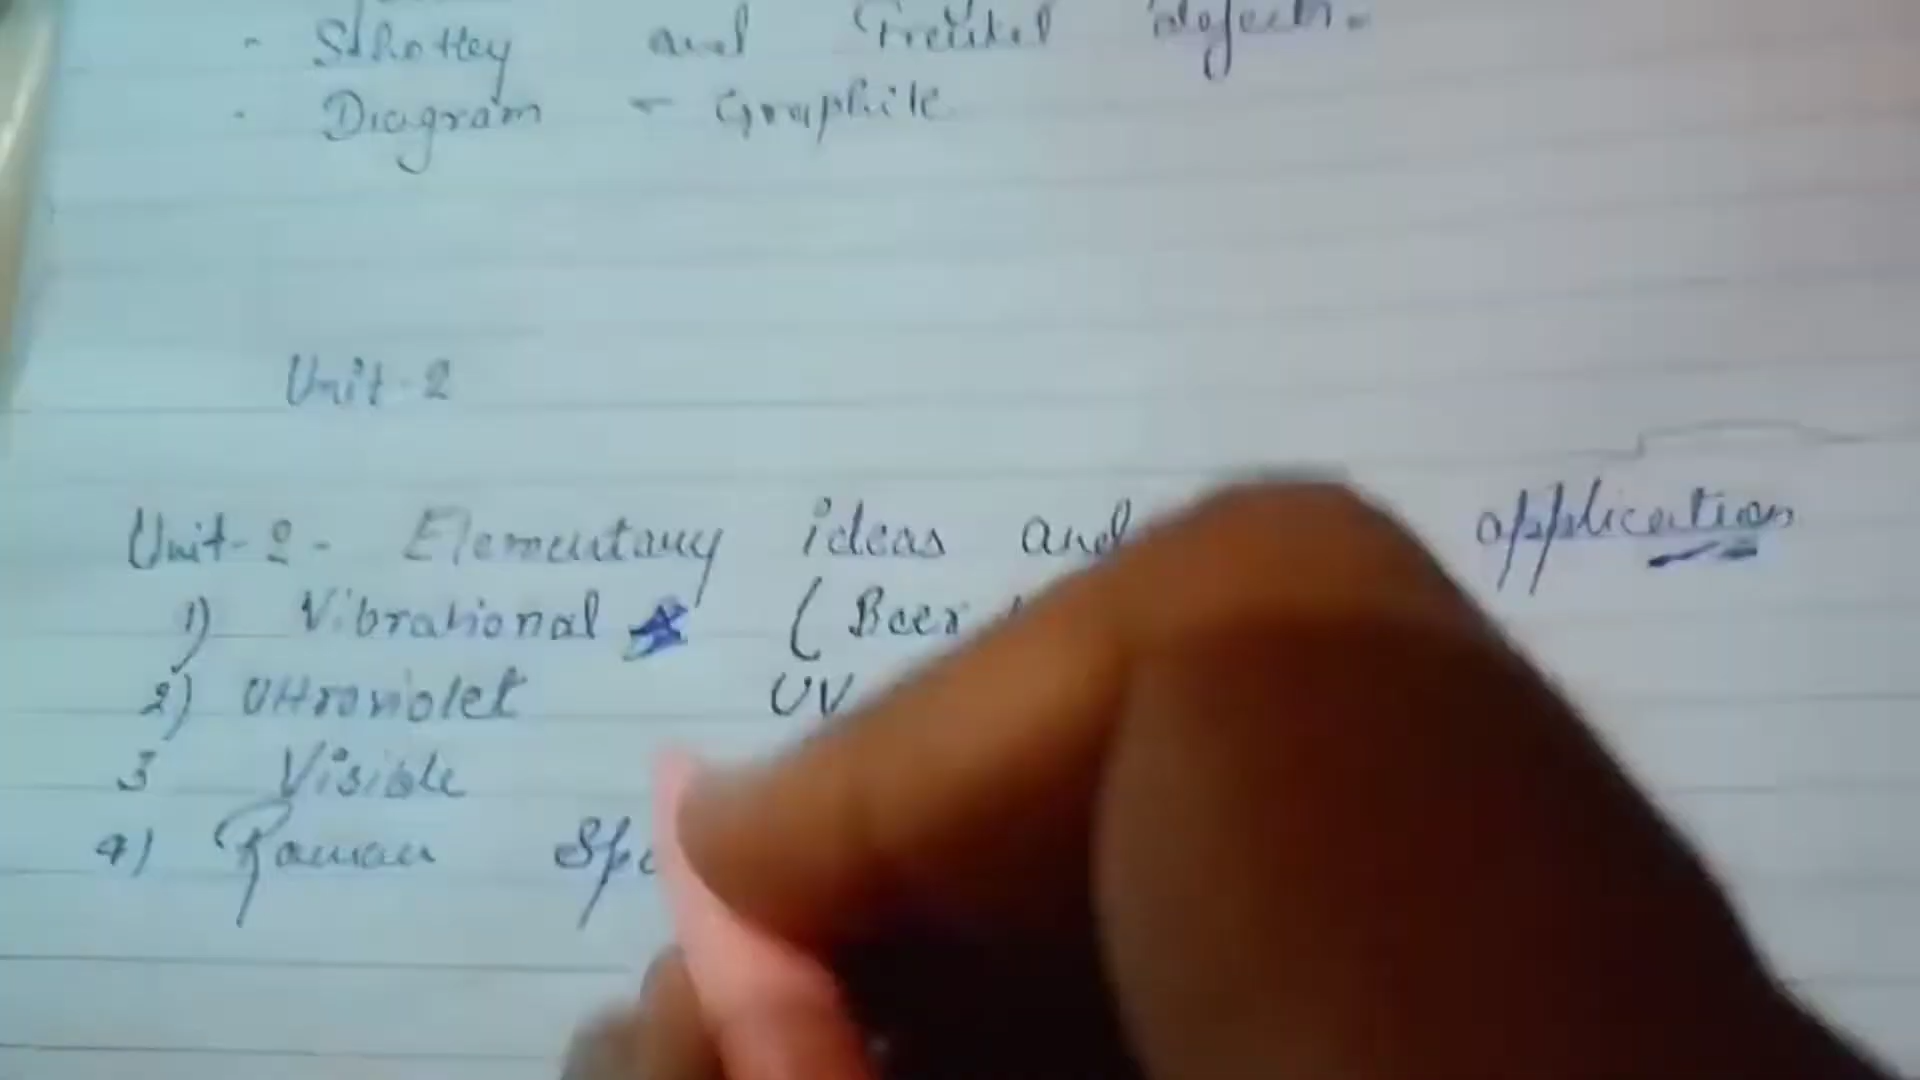 - Schottey and Frenkel defects.
. Diagram - Graphite
Unit-2
Unit-2- Elementary ideas and application
1) Vibrational (Beer
2) Ultraviolet UV
3 Visible
4) Raman